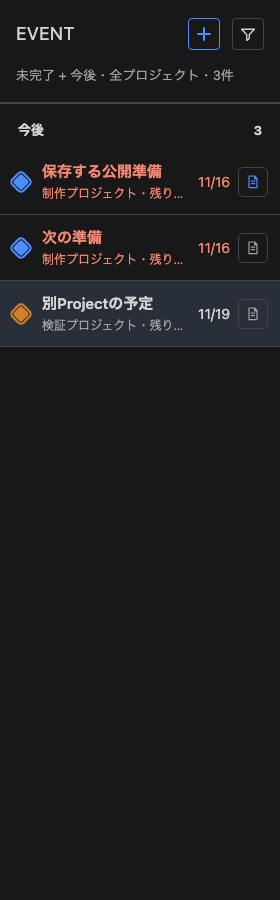 EVENT
未完了 + 今後・全プロジェクト・3件
今後 3
保存する公開準備
制作プロジェクト・残り... 11/16
次の準備
制作プロジェクト・残り... 11/16
別Projectの予定
検証プロジェクト・残り... 11/19